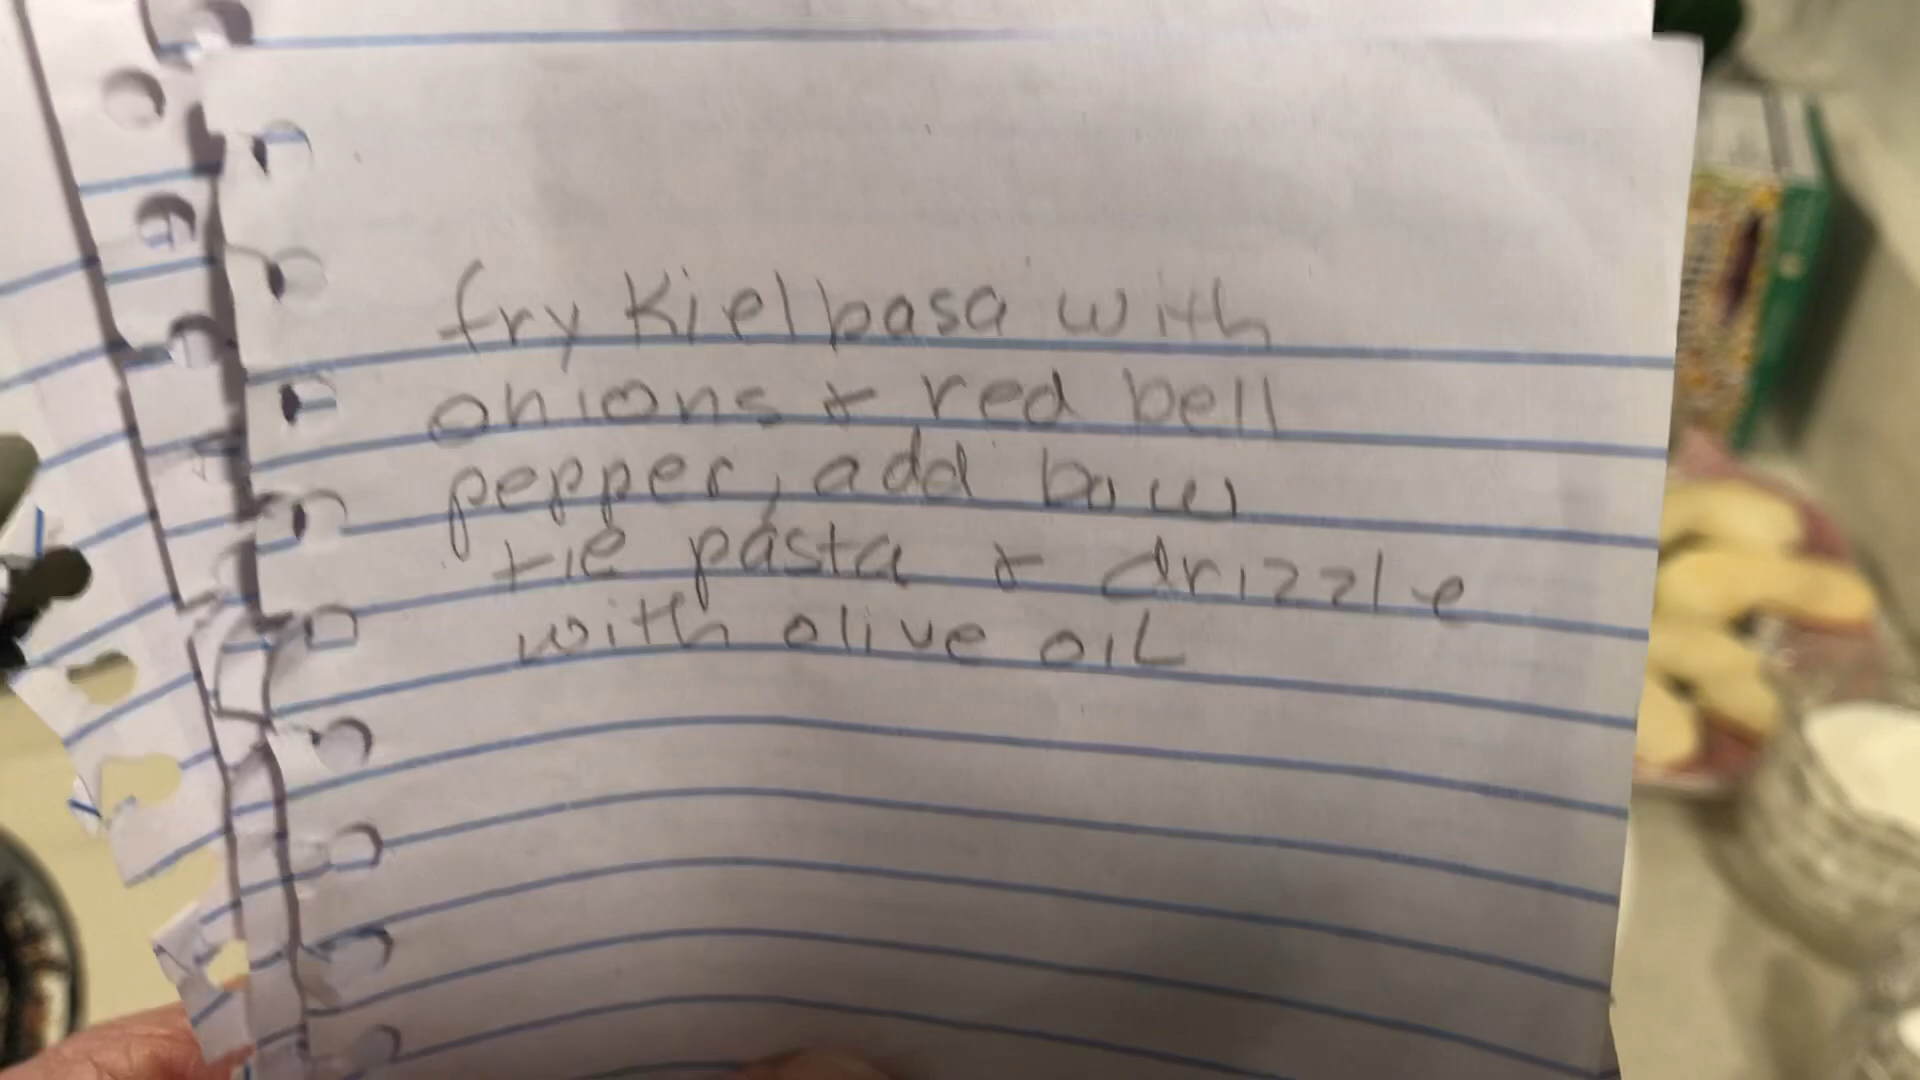 fry Kielbasa with
onions & red bell
pepper, add bow
tie pasta & drizzle
with olive oil